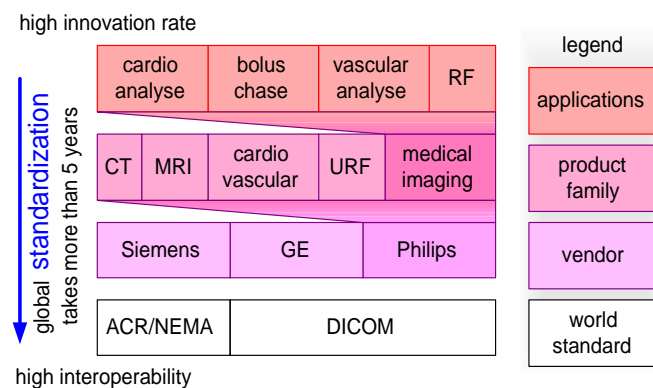 high innovation rate
legend
cardio
analyse
bolus
chase
vascular
analyse
RF
applications
global standardization
takes more than 5 years
CT
MRI
cardio
vascular
URF
medical
imaging
product
family
Siemens
GE
Philips
vendor
ACR/NEMA
DICOM
world
standard
high interoperability